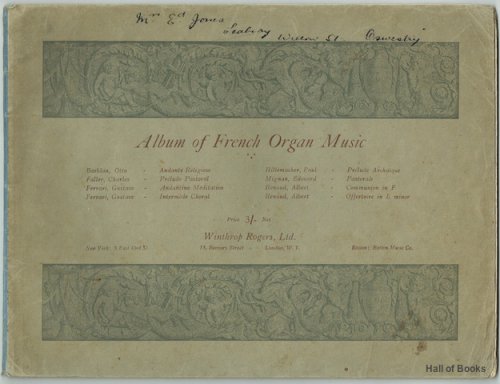 Mrs Ed Jones
Seabury Willow St Oswestry
Album of French Organ Music
Barblan, Otto - Andante Religioso
Faller, Charles - Prelude Pastoral
Ferrari, Gustave - Andantino Meditation
Ferrari, Gustave - Intermède Choral
Hillemacher, Paul - Prelude Archaïque
Mignan, Edouard - Pastorale
Renaud, Albert - Communion in F
Renaud, Albert - Offertoire in E minor
Price 3/- Net
Winthrop Rogers, Ltd.
New York: 3 East 43rd St
18, Berners Street - London, W. 1.
Boston: Boston Music Co.
Hall of Books